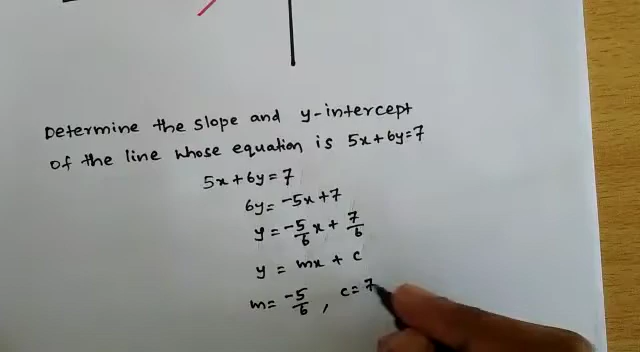 Determine the slope and y-intercept
of the line whose equation is 5x+6y=7
5x+6y=7
6y=-5x+7
y=-5/6x+7/6
y=mx+c
m=-5/6, c=7